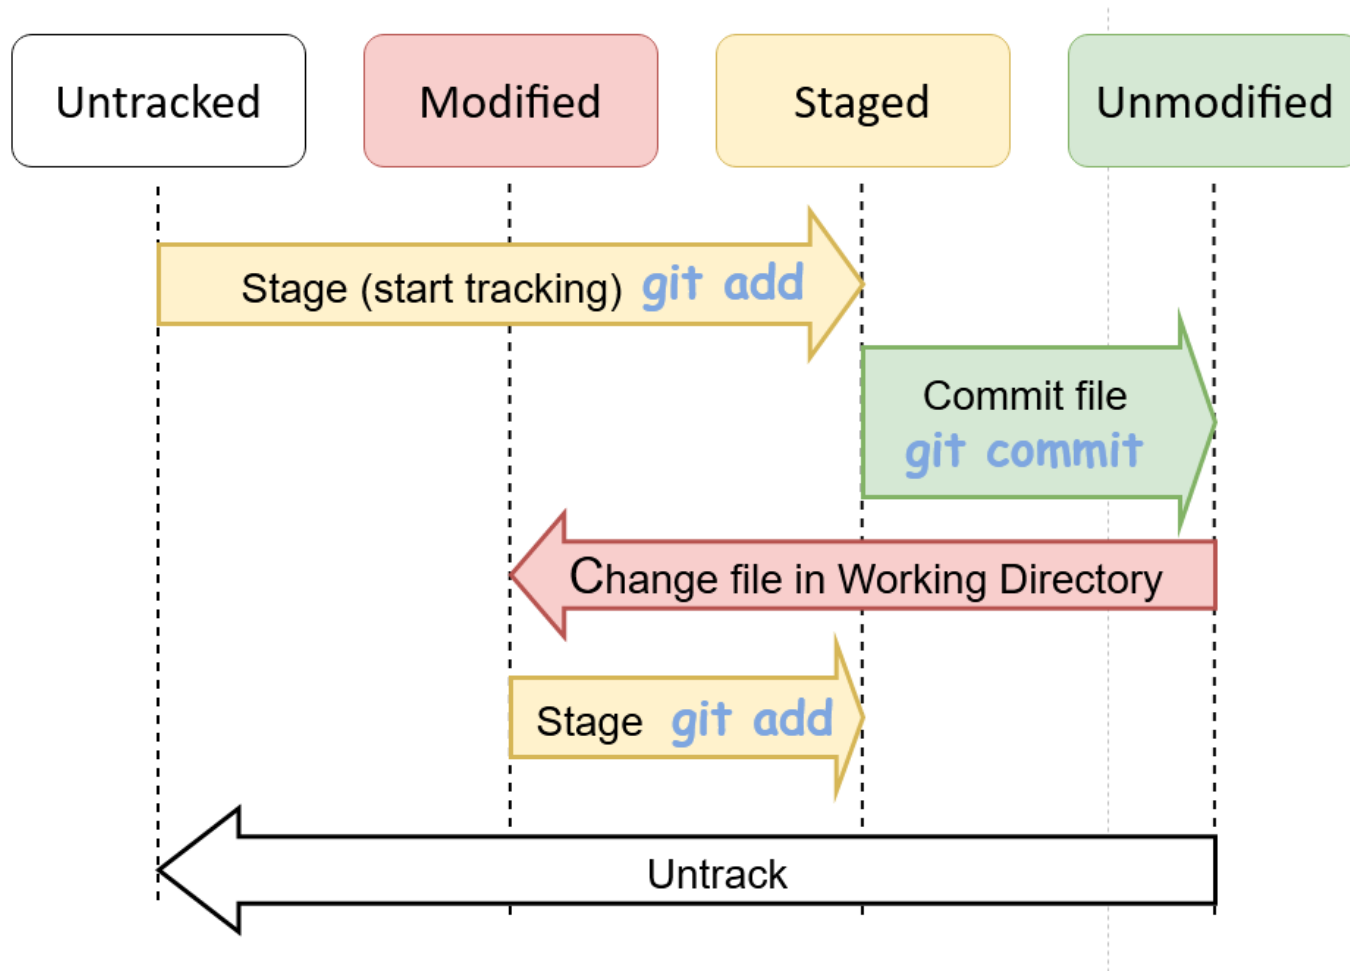 Untracked
Modified
Staged
Unmodified
Stage (start tracking) git add
Commit file
git commit
Change file in Working Directory
Stage git add
Untrack